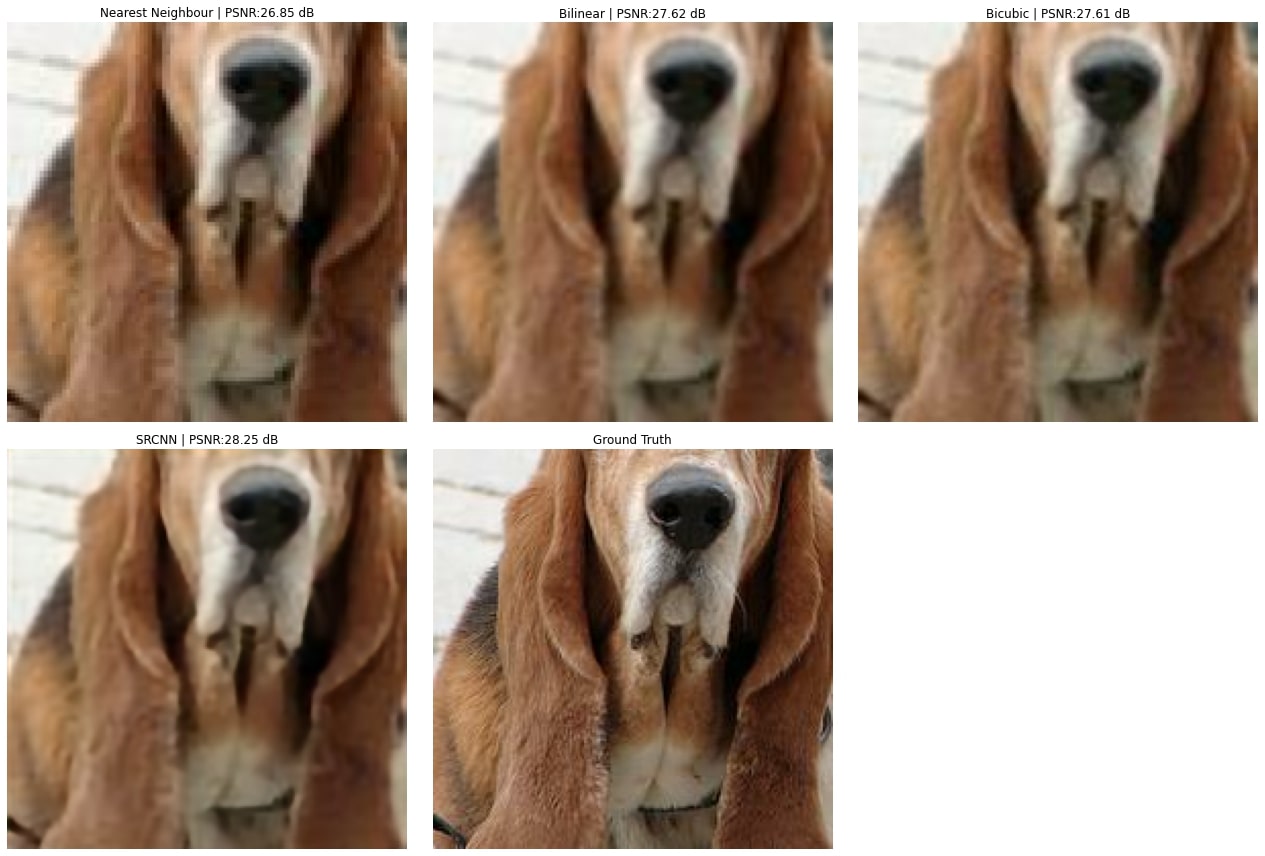 Nearest Neighbour | PSNR:26.85 dB
Bilinear | PSNR:27.62 dB
Bicubic | PSNR:27.61 dB
SRCNN | PSNR:28.25 dB
Ground Truth